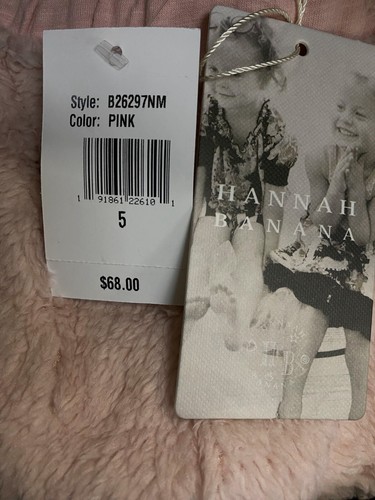 Style: B26297NM
Color: PINK
1 91861 22610 1
5
$68.00
HANNAH
BANANA